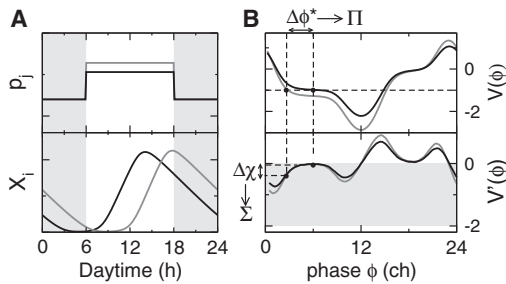 A
B
Δϕ* → Π
p_j
0
-2
V(ϕ)
X_i
Δχ
Σ
0
-2
V'(ϕ)
0 6 12 18 24
0 6 12 18 24
Daytime (h)
phase ϕ (ch)